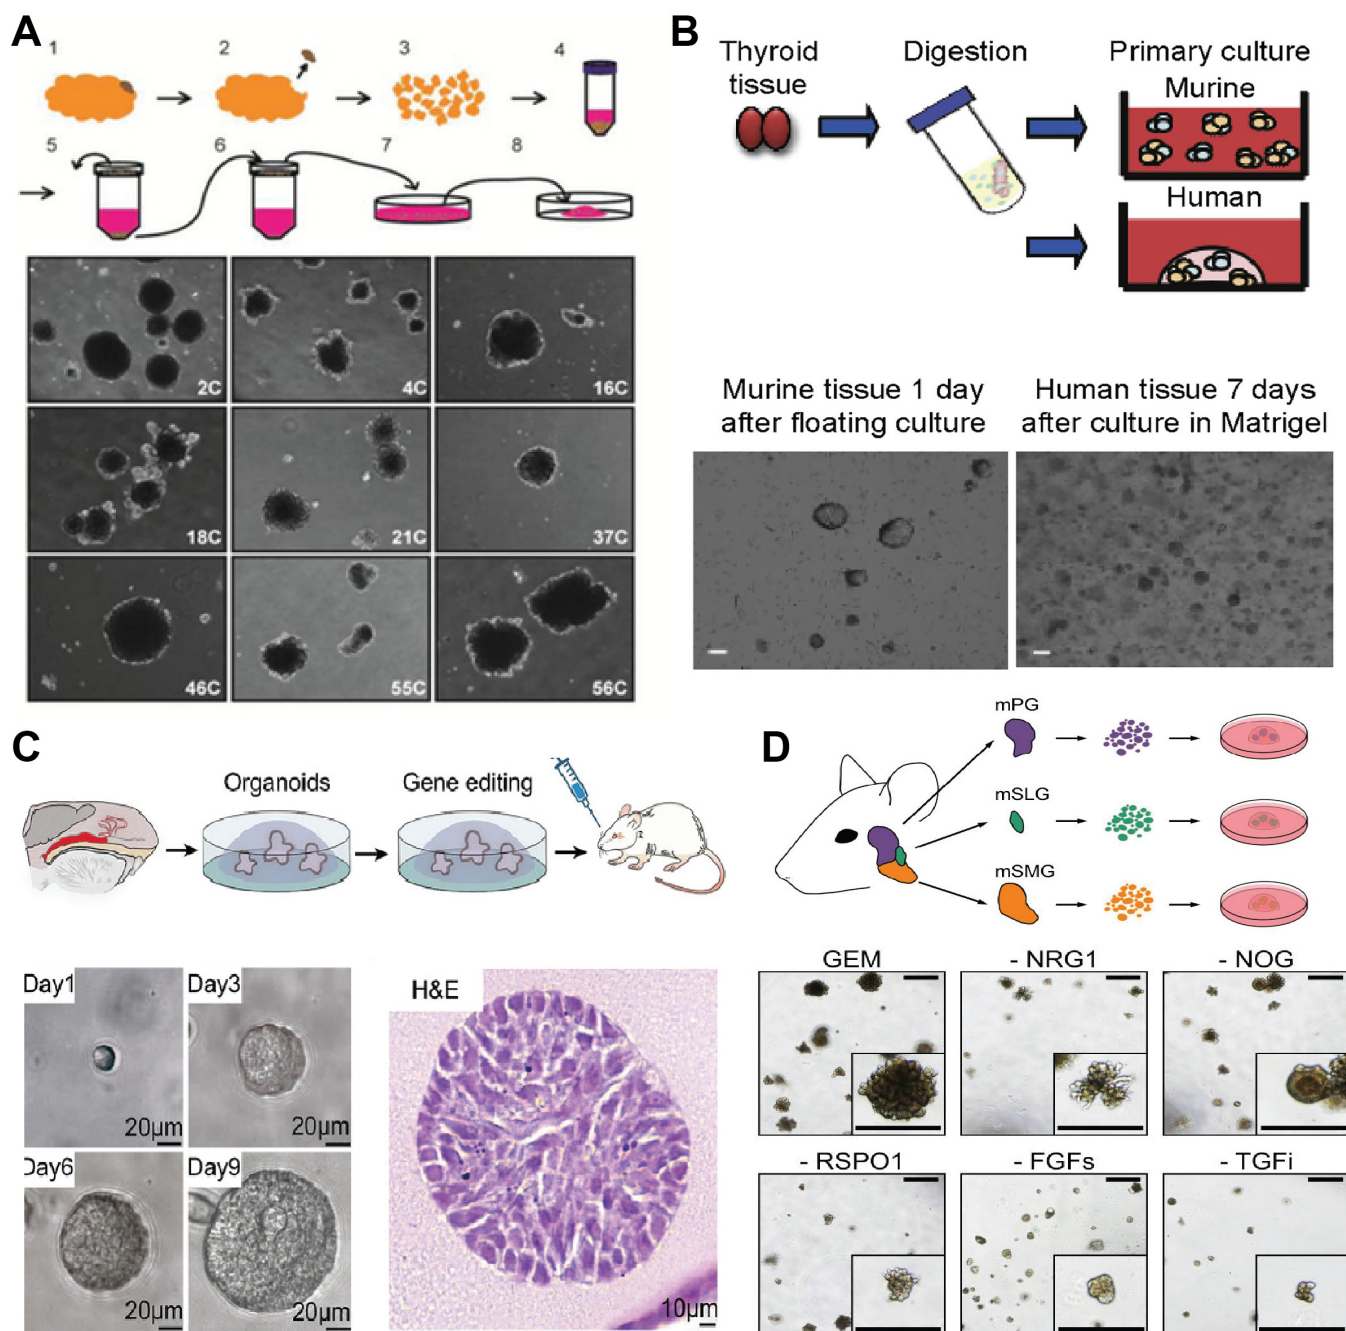 A
1
2
3
4
5
6
7
8
2C
4C
16C
18C
21C
37C
46C
55C
56C
B
Thyroid
tissue
Digestion
Primary culture
Murine
Human
Murine tissue 1 day
after floating culture
Human tissue 7 days
after culture in Matrigel
C
Organoids
Gene editing
Day1
20μm
Day3
20μm
Day6
20μm
Day9
20μm
H&E
10μm
D
mPG
mSLG
mSMG
GEM
- NRG1
- NOG
- RSPO1
- FGFs
- TGFi